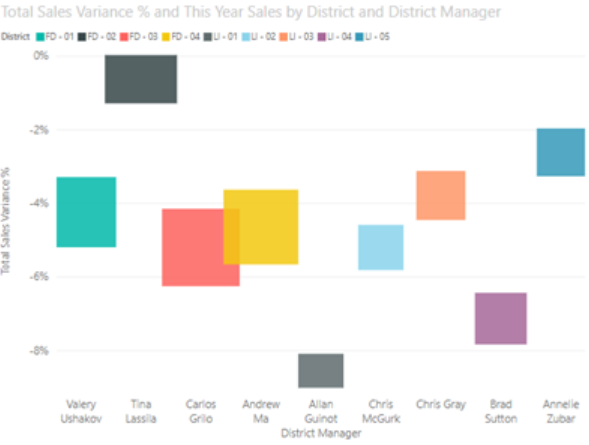 Total Sales Variance % and This Year Sales by District and District Manager
District FD - 01 FD - 02 FD - 03 FD - 04 LI - 01 LI - 02 LI - 03 LI - 04 LI - 05
0%
-2%
-4%
-6%
-8%
Total Sales Variance %
Valery Ushakov
Tina Lassila
Carlos Grilo
Andrew Ma
Allan Guinot
Chris McGurk
Chris Gray
Brad Sutton
Annelie Zubar
District Manager